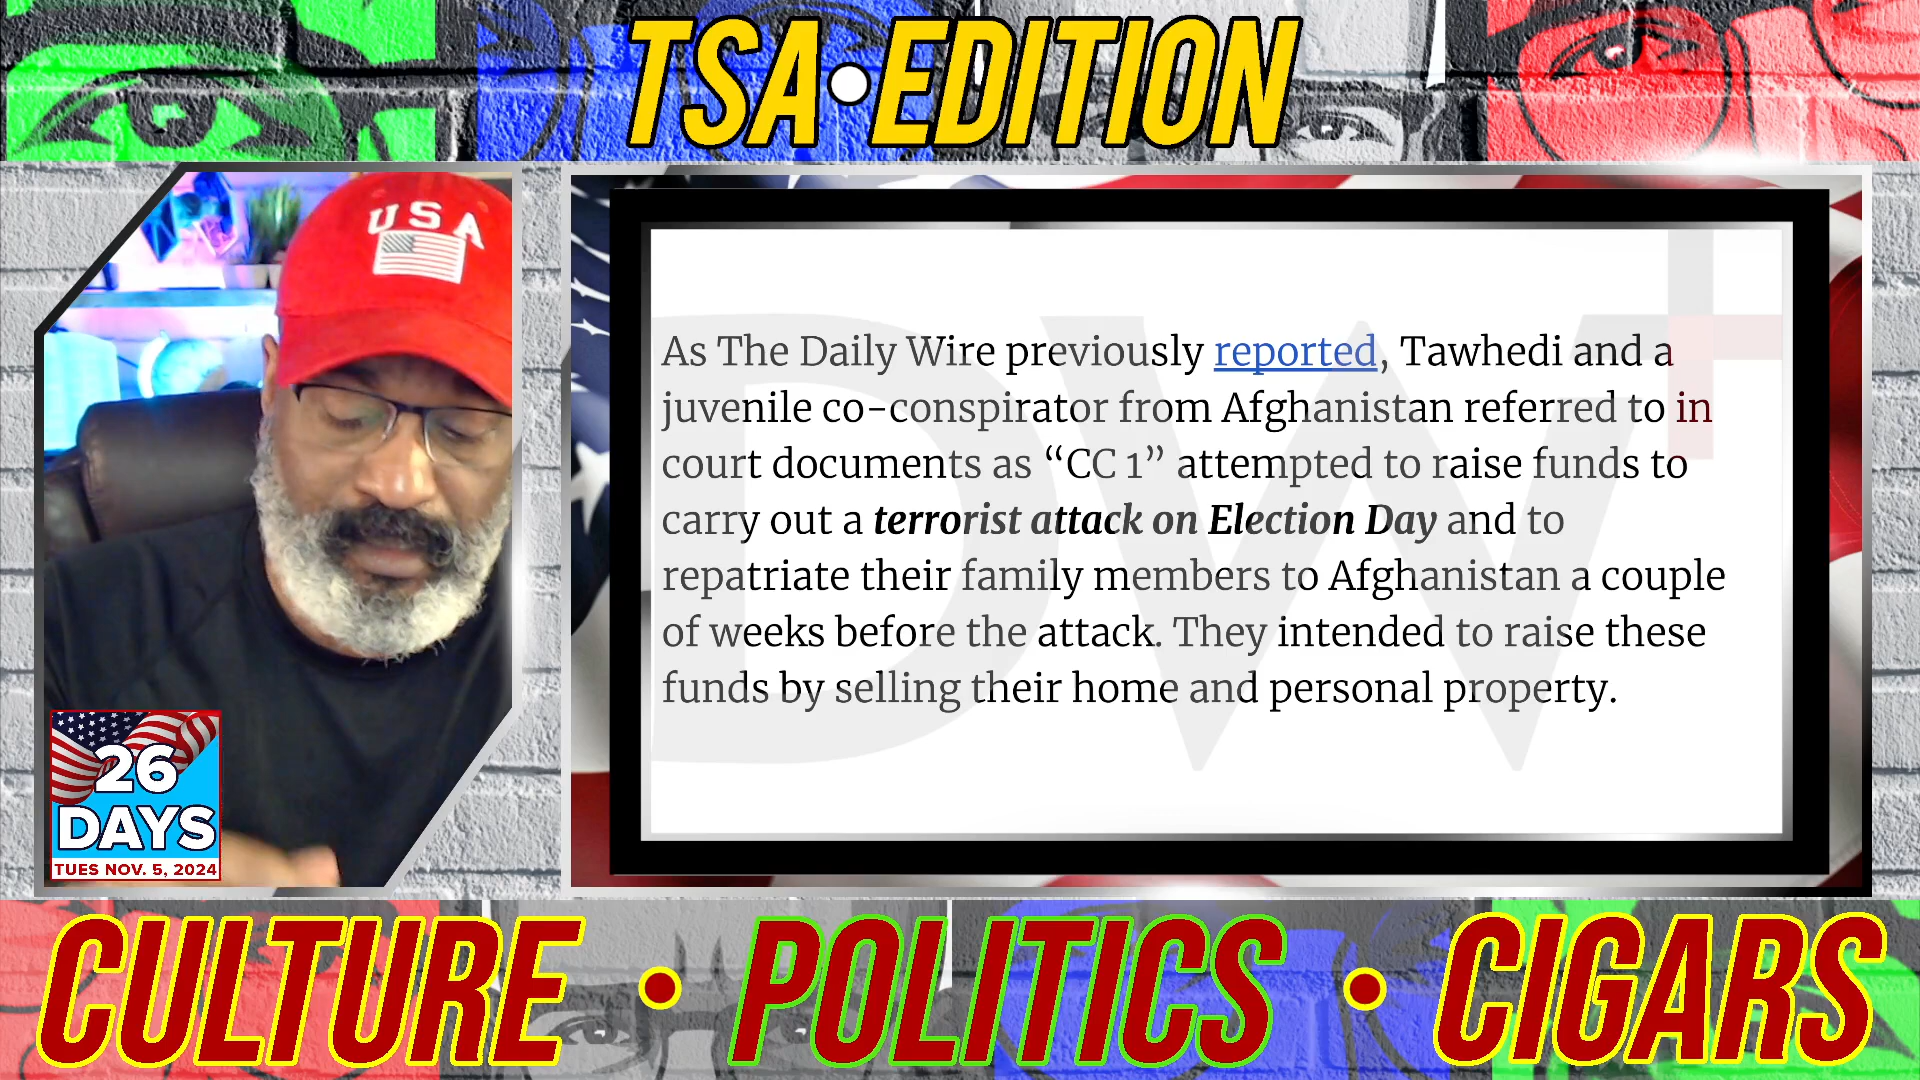 TSA•EDITION
USA
As The Daily Wire previously reported, Tawhedi and a
juvenile co-conspirator from Afghanistan referred to in
court documents as “CC 1” attempted to raise funds to
carry out a terrorist attack on Election Day and to
repatriate their family members to Afghanistan a couple
of weeks before the attack. They intended to raise these
funds by selling their home and personal property.
DW
26
DAYS
TUES NOV. 5, 2024
CULTURE • POLITICS • CIGARS